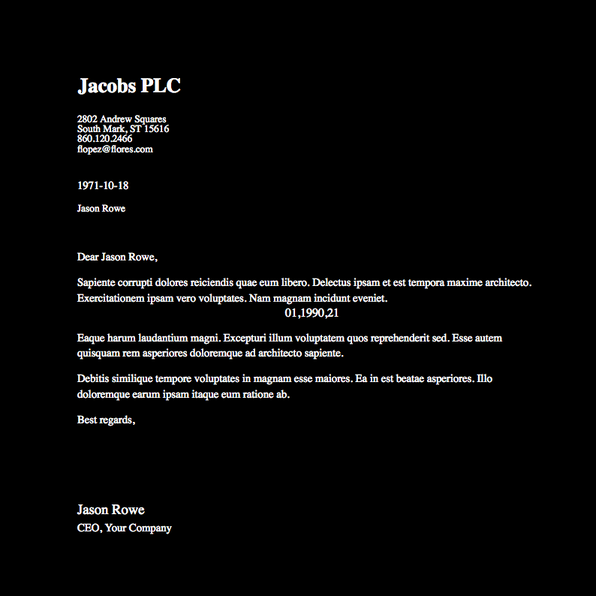 Jacobs PLC
2802 Andrew Squares
South Mark, ST 15616
860.120.2466
flopez@flores.com
1971-10-18
Jason Rowe
Dear Jason Rowe,
Sapiente corrupti dolores reiciendis quae eum libero. Delectus ipsam et est tempora maxime architecto.
Exercitationem ipsam vero voluptates. Nam magnam incidunt eveniet.
01,1990,21
Eaque harum laudantium magni. Excepturi illum voluptatem quos reprehenderit sed. Esse autem
quisquam rem asperiores doloremque ad architecto sapiente.
Debitis similique tempore voluptates in magnam esse maiores. Ea in est beatae asperiores. Illo
doloremque earum ipsam itaque eum ratione ab.
Best regards,
Jason Rowe
CEO, Your Company